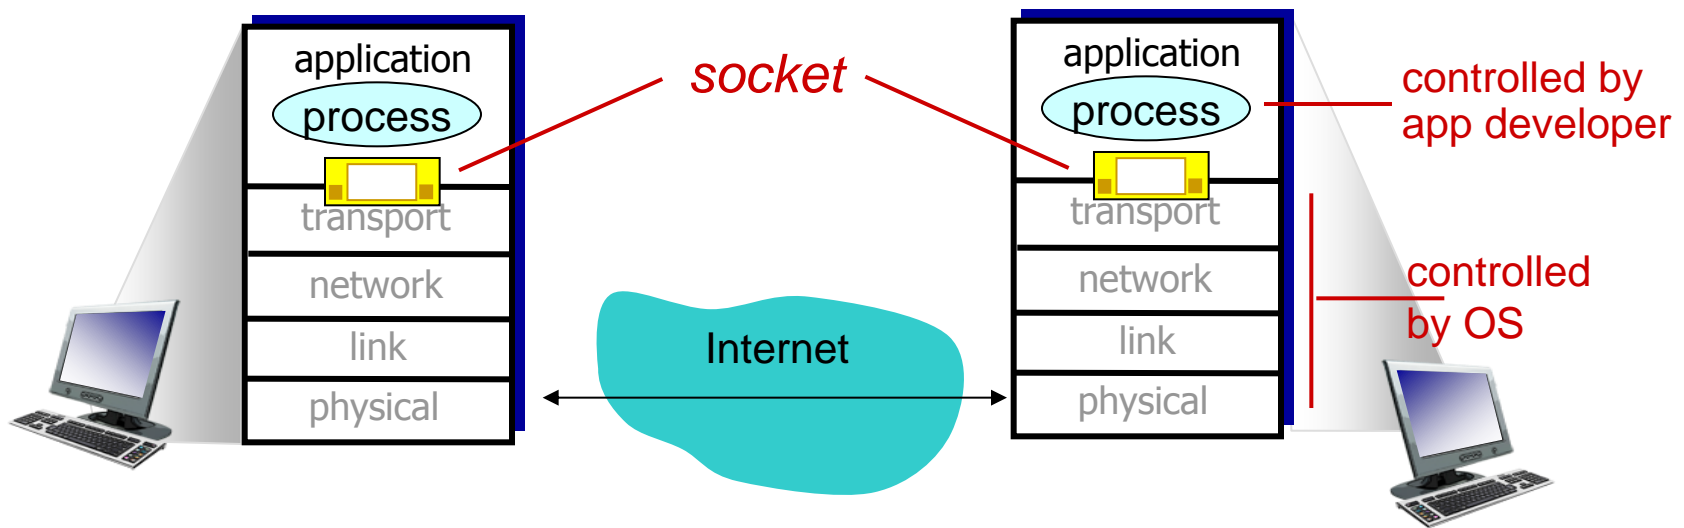 application
process
transport
network
link
physical
socket
Internet
application
process
transport
network
link
physical
controlled by
app developer
controlled
by OS